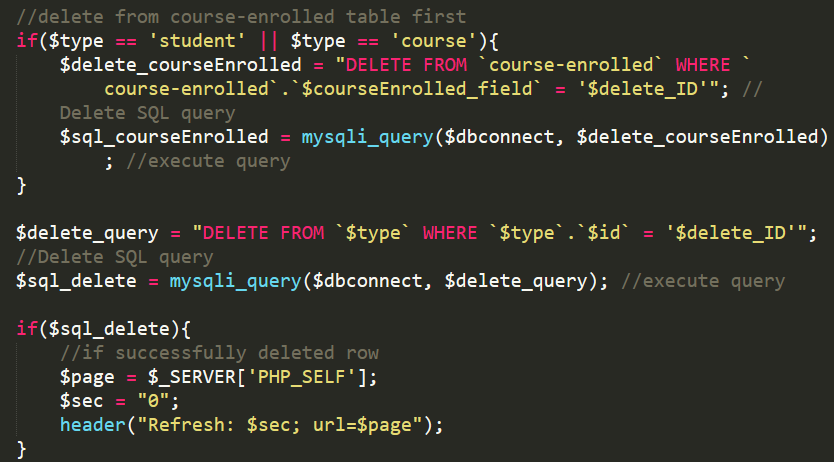 //delete from course-enrolled table first
if($type == 'student' || $type == 'course'){
    $delete_courseEnrolled = "DELETE FROM `course-enrolled` WHERE `
        course-enrolled`.`$courseEnrolled_field` = '$delete_ID'"; //
    Delete SQL query
    $sql_courseEnrolled = mysqli_query($dbconnect, $delete_courseEnrolled)
        ; //execute query
}

$delete_query = "DELETE FROM `$type` WHERE `$type`.`$id` = '$delete_ID'";
//Delete SQL query
$sql_delete = mysqli_query($dbconnect, $delete_query); //execute query

if($sql_delete){
    //if successfully deleted row
    $page = $_SERVER['PHP_SELF'];
    $sec = "0";
    header("Refresh: $sec; url=$page");
}